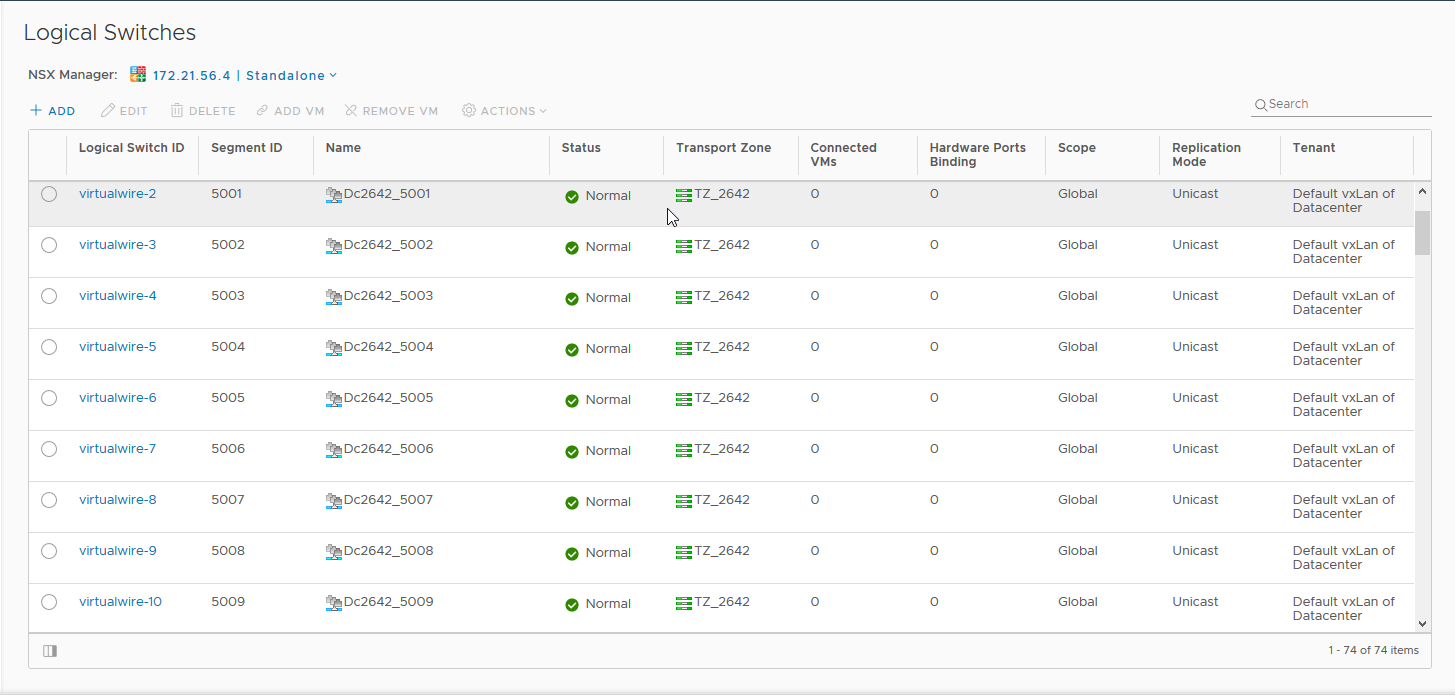 Logical Switches
NSX Manager: 172.21.56.4 | Standalone
ADD EDIT DELETE ADD VM REMOVE VM ACTIONS Search
Logical Switch ID Segment ID Name Status Transport Zone Connected VMs Hardware Ports Binding Scope Replication Mode Tenant
virtualwire-2 5001 Dc2642_5001 Normal TZ_2642 0 0 Global Unicast Default vxLan of Datacenter
virtualwire-3 5002 Dc2642_5002 Normal TZ_2642 0 0 Global Unicast Default vxLan of Datacenter
virtualwire-4 5003 Dc2642_5003 Normal TZ_2642 0 0 Global Unicast Default vxLan of Datacenter
virtualwire-5 5004 Dc2642_5004 Normal TZ_2642 0 0 Global Unicast Default vxLan of Datacenter
virtualwire-6 5005 Dc2642_5005 Normal TZ_2642 0 0 Global Unicast Default vxLan of Datacenter
virtualwire-7 5006 Dc2642_5006 Normal TZ_2642 0 0 Global Unicast Default vxLan of Datacenter
virtualwire-8 5007 Dc2642_5007 Normal TZ_2642 0 0 Global Unicast Default vxLan of Datacenter
virtualwire-9 5008 Dc2642_5008 Normal TZ_2642 0 0 Global Unicast Default vxLan of Datacenter
virtualwire-10 5009 Dc2642_5009 Normal TZ_2642 0 0 Global Unicast Default vxLan of Datacenter
1 - 74 of 74 items